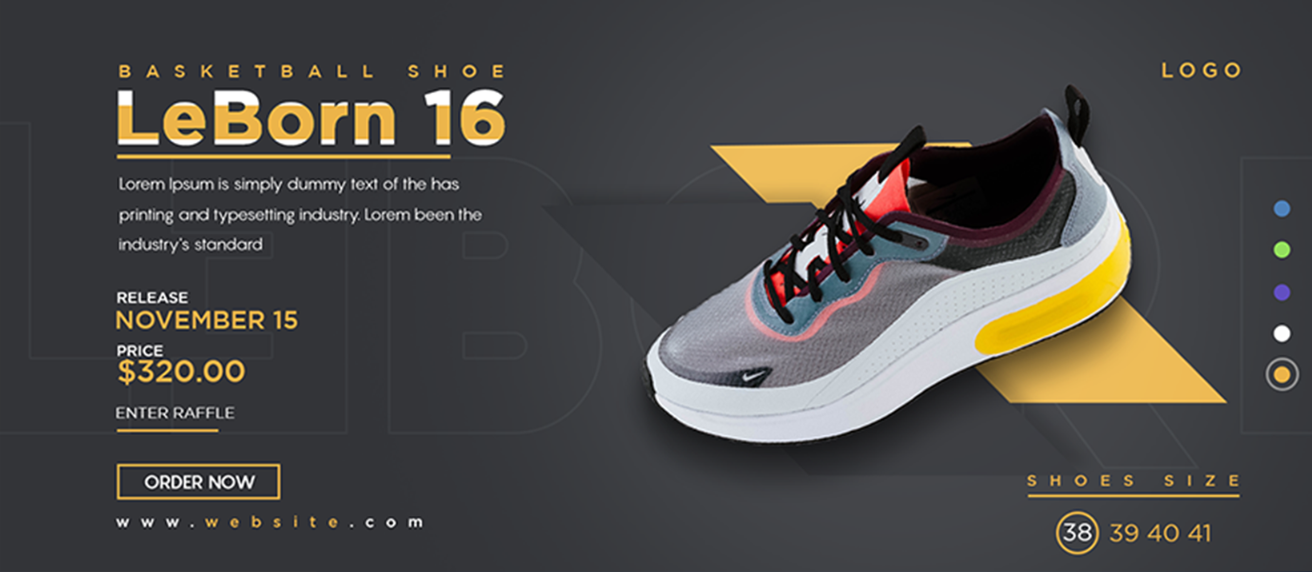 BASKETBALL SHOE
LeBorn 16
Lorem Ipsum is simply dummy text of the has
printing and typesetting industry. Lorem been the
industry's standard
RELEASE
NOVEMBER 15
PRICE
$320.00
ENTER RAFFLE
ORDER NOW
www.website.com
LOGO
SHOES SIZE
38 39 40 41